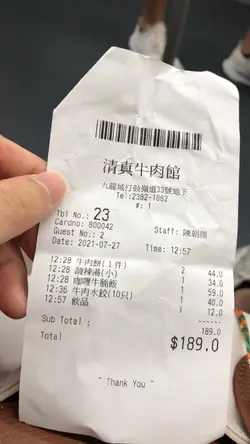 清真牛肉館
九龍城打鼓嶺道33號地下
Tel:2382-1882
#: 1
Tbl No.: 23
Cardno: 800042 Staff: 陳朝
Guest No.: 2
Date: 2021-07-27 Time: 12:57
12:28 牛肉餅(1件) 2 44.0
12:28 酸辣湯(小) 1 34.0
12:28 咖喱牛腩飯 1 59.0
12:36 牛肉水餃(10只) 1 40.0
12:57 飲品 1 12.0
Sub Total : 189.0
Total $189.0
~ Thank You ~